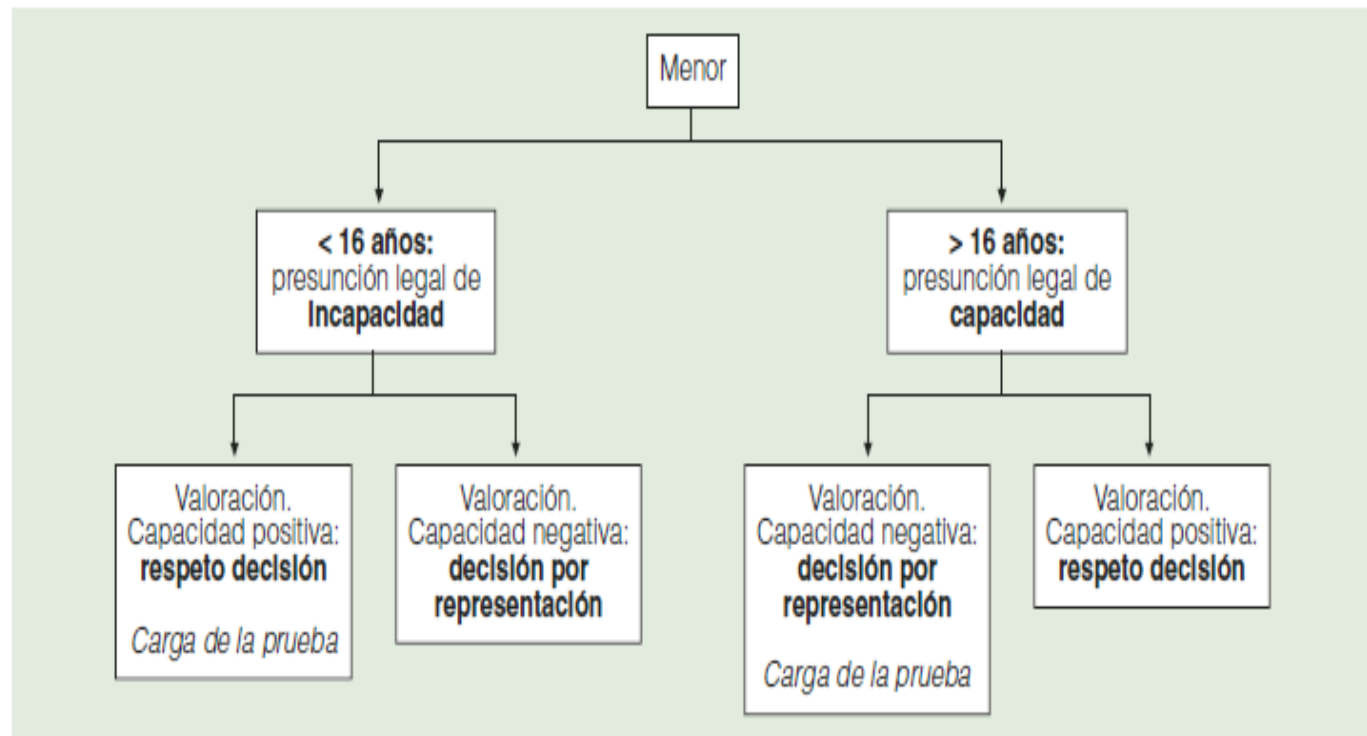 Menor
< 16 años:
presunción legal de
incapacidad
> 16 años:
presunción legal de
capacidad
Valoración.
Capacidad positiva:
respeto decisión
Carga de la prueba
Valoración.
Capacidad negativa:
decisión por
representación
Valoración.
Capacidad negativa:
decisión por
representación
Carga de la prueba
Valoración.
Capacidad positiva:
respeto decisión